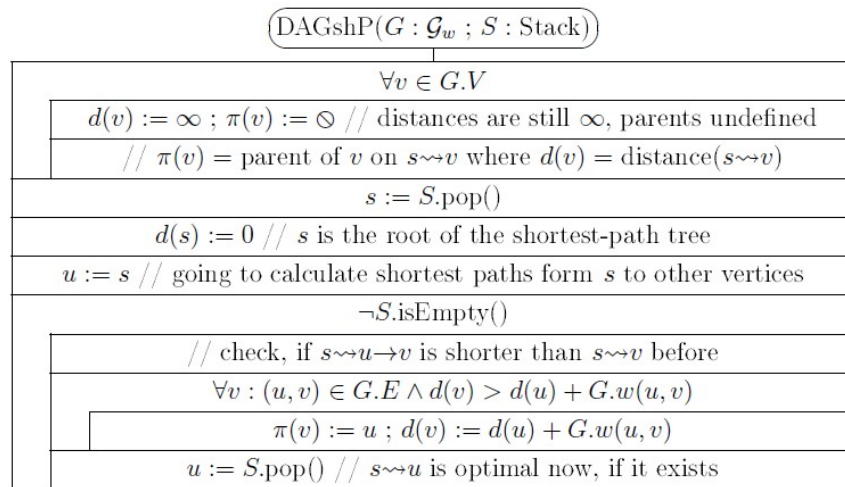 DAGshP(G : 𝒢_w ; S : Stack)
∀v ∈ G.V
d(v) := ∞ ; π(v) := ⦸ // distances are still ∞, parents undefined
// π(v) = parent of v on s⇝v where d(v) = distance(s⇝v)
s := S.pop()
d(s) := 0 // s is the root of the shortest-path tree
u := s // going to calculate shortest paths form s to other vertices
¬S.isEmpty()
// check, if s⇝u→v is shorter than s⇝v before
∀v : (u, v) ∈ G.E ∧ d(v) > d(u) + G.w(u, v)
π(v) := u ; d(v) := d(u) + G.w(u, v)
u := S.pop() // s⇝u is optimal now, if it exists